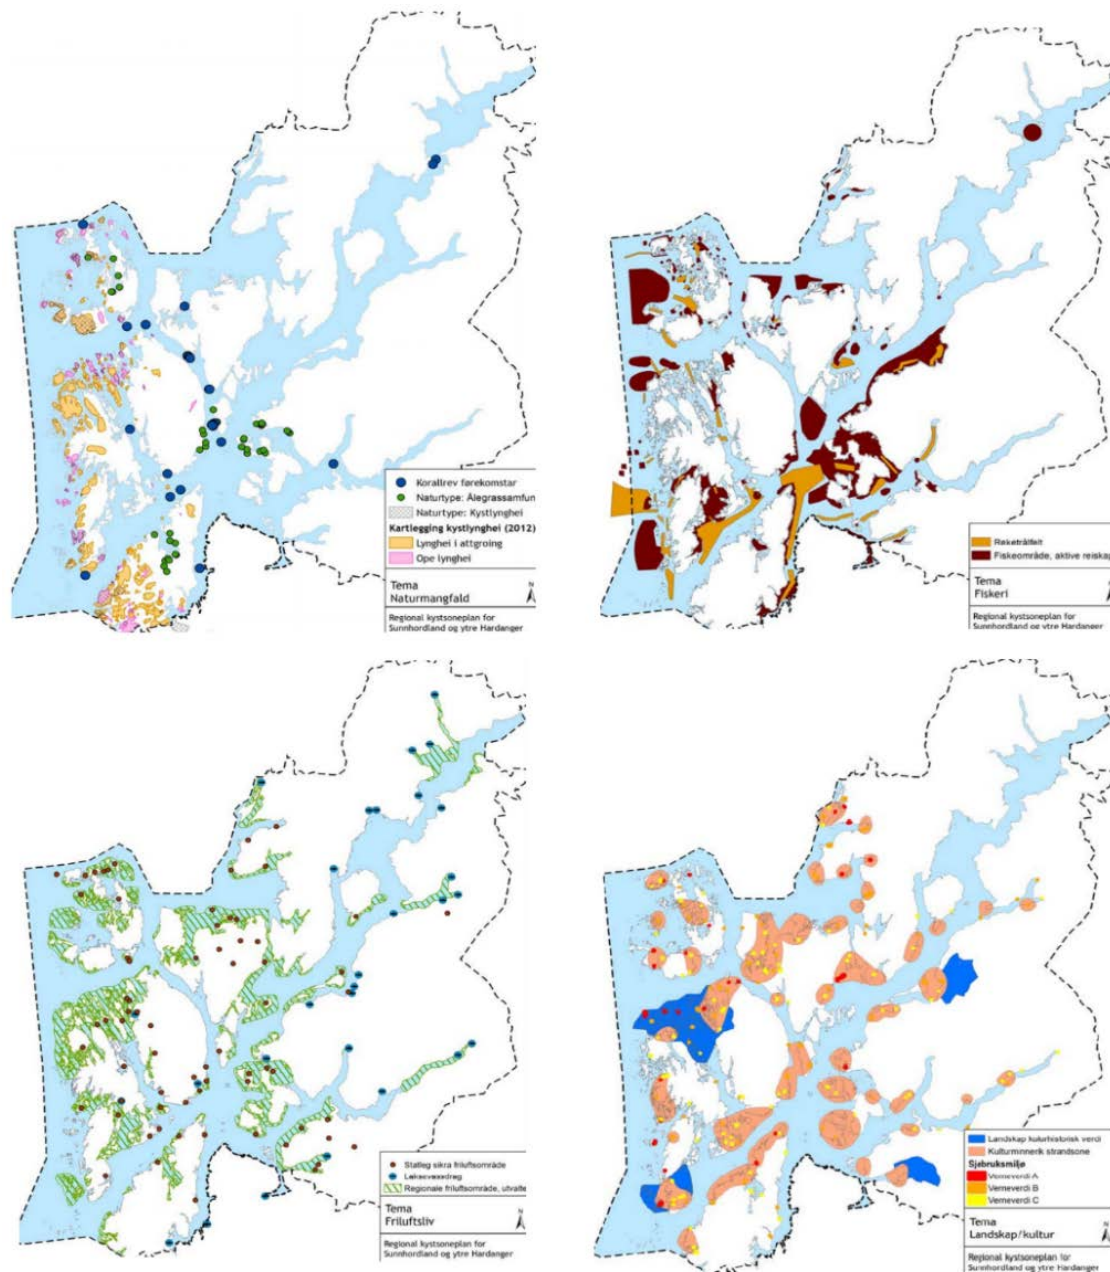 Korallrev førekomstar
Naturtype: Ålegrassamfun
Naturtype: Kystlynghei
Kartlegging kystlynghei (2012)
Lynghei i attgroing
Ope lynghei
Tema
Naturmangfald
N
Regional kystsoneplan for
Sunnhordland og ytre Hardanger
Reketrålfelt
Fiskeområde, aktive reiskap
Tema
Fiskeri
Regional kystsoneplan for
Sunnhordland og ytre Hardanger
Statleg sikra friluftsområde
Laksevassdrag
Regionale friluftsområde, utvalte
Tema
Friluftsliv
N
Regional kystsoneplan for
Sunnhordland og ytre Hardanger
Landskap kulurhistorisk verdi
Kulturminnerik strandsone
Sjøbruksmiljø
Verneverdi A
Verneverdi B
Verneverdi C
Tema
Landskap/kultur
N
Regional kystsoneplan for
Sunnhordland og ytre Hardanger